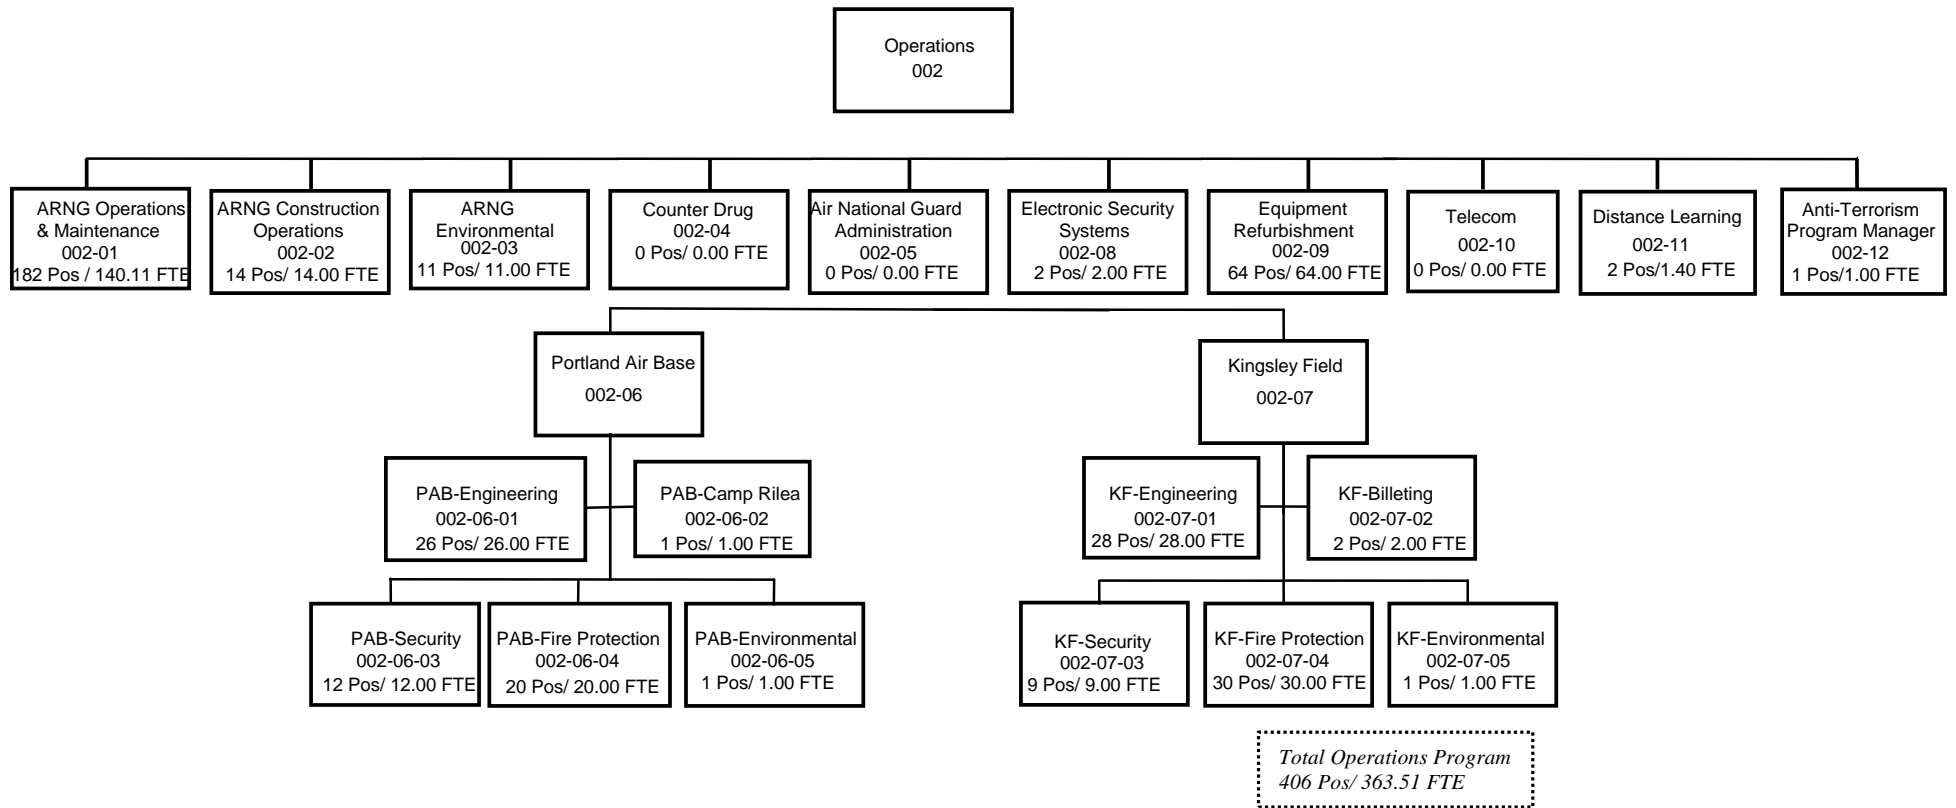 Operations
002
ARNG Operations
& Maintenance
002-01
182 Pos / 140.11 FTE
ARNG Construction
Operations
002-02
14 Pos/ 14.00 FTE
ARNG
Environmental
002-03
11 Pos/ 11.00 FTE
Counter Drug
002-04
0 Pos/ 0.00 FTE
Air National Guard
Administration
002-05
0 Pos/ 0.00 FTE
Electronic Security
Systems
002-08
2 Pos/ 2.00 FTE
Equipment
Refurbishment
002-09
64 Pos/ 64.00 FTE
Telecom
002-10
0 Pos/ 0.00 FTE
Distance Learning
002-11
2 Pos/1.40 FTE
Anti-Terrorism
Program Manager
002-12
1 Pos/1.00 FTE
Portland Air Base
002-06
Kingsley Field
002-07
PAB-Engineering
002-06-01
26 Pos/ 26.00 FTE
PAB-Camp Rilea
002-06-02
1 Pos/ 1.00 FTE
KF-Engineering
002-07-01
28 Pos/ 28.00 FTE
KF-Billeting
002-07-02
2 Pos/ 2.00 FTE
PAB-Security
002-06-03
12 Pos/ 12.00 FTE
PAB-Fire Protection
002-06-04
20 Pos/ 20.00 FTE
PAB-Environmental
002-06-05
1 Pos/ 1.00 FTE
KF-Security
002-07-03
9 Pos/ 9.00 FTE
KF-Fire Protection
002-07-04
30 Pos/ 30.00 FTE
KF-Environmental
002-07-05
1 Pos/ 1.00 FTE
Total Operations Program
406 Pos/ 363.51 FTE